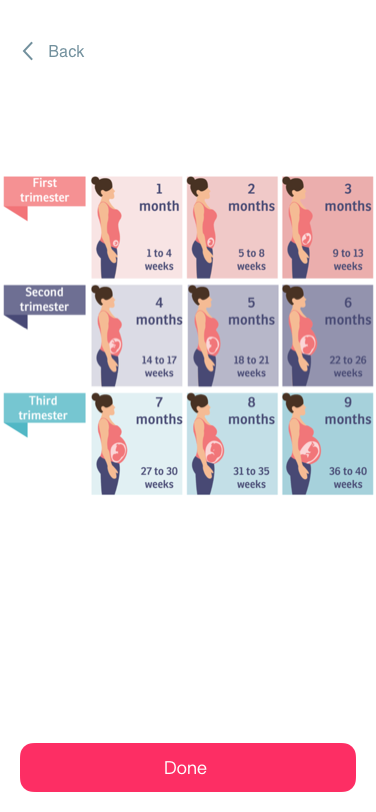 Back
First
trimester
1
month
1 to 4
weeks
2
months
5 to 8
weeks
3
months
9 to 13
weeks
Second
trimester
4
months
14 to 17
weeks
5
months
18 to 21
weeks
6
months
22 to 26
weeks
Third
trimester
7
months
27 to 30
weeks
8
months
31 to 35
weeks
9
months
36 to 40
weeks
Done